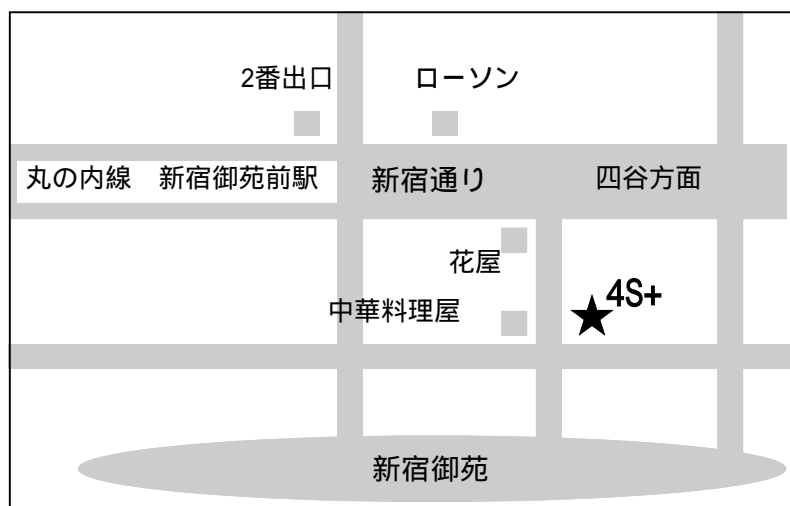 2番出口
ローソン
丸の内線 新宿御苑前駅
新宿通り
四谷方面
花屋
4S+
中華料理屋
新宿御苑